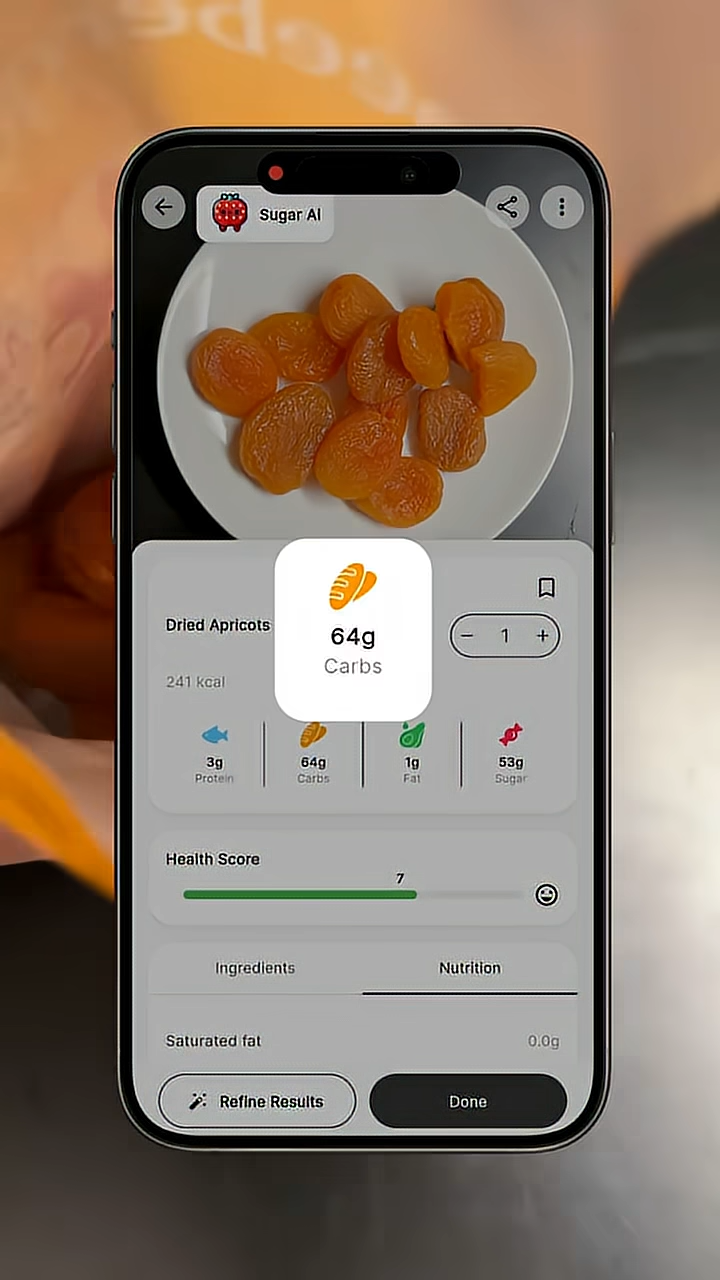 Sugar AI
64g
Carbs
Dried Apricots
1
241 kcal
3g
Protein
64g
Carbs
1g
Fat
53g
Sugar
Health Score
7
Ingredients
Nutrition
Saturated fat
0.0g
Refine Results
Done